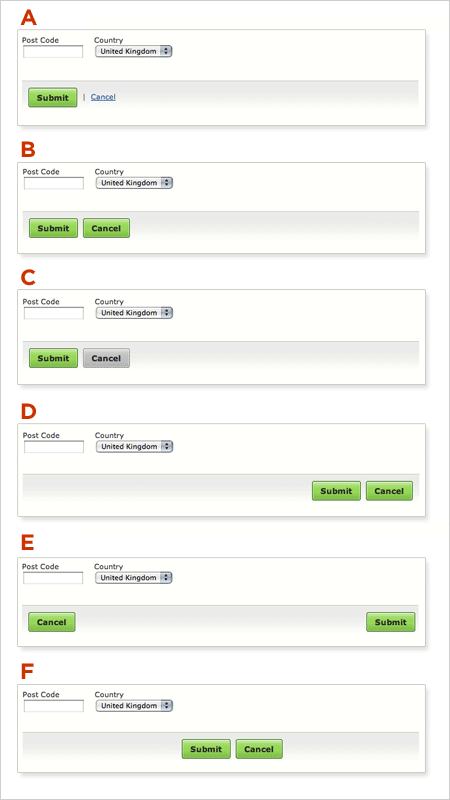 A
Post Code Country
United Kingdom
Submit | Cancel
B
Post Code Country
United Kingdom
Submit Cancel
C
Post Code Country
United Kingdom
Submit Cancel
D
Post Code Country
United Kingdom
Submit Cancel
E
Post Code Country
United Kingdom
Cancel Submit
F
Post Code Country
United Kingdom
Submit Cancel